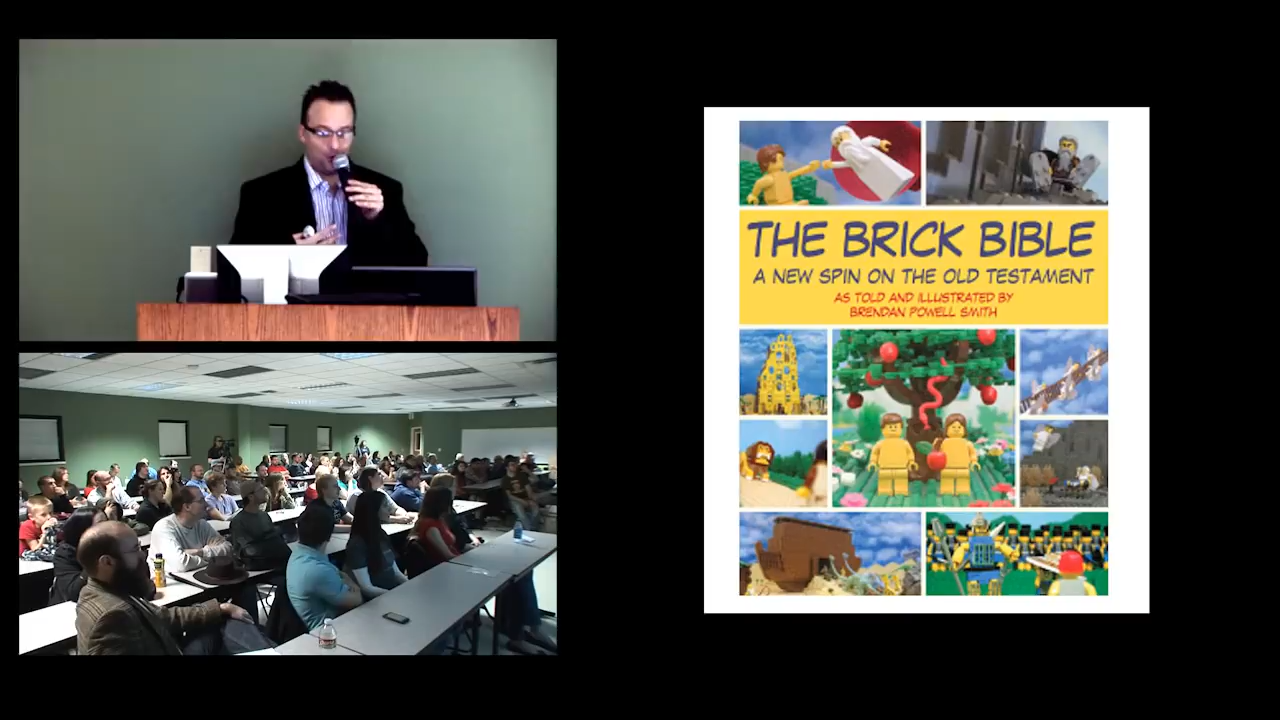 THE BRICK BIBLE
A NEW SPIN ON THE OLD TESTAMENT
AS TOLD AND ILLUSTRATED BY
BRENDAN POWELL SMITH